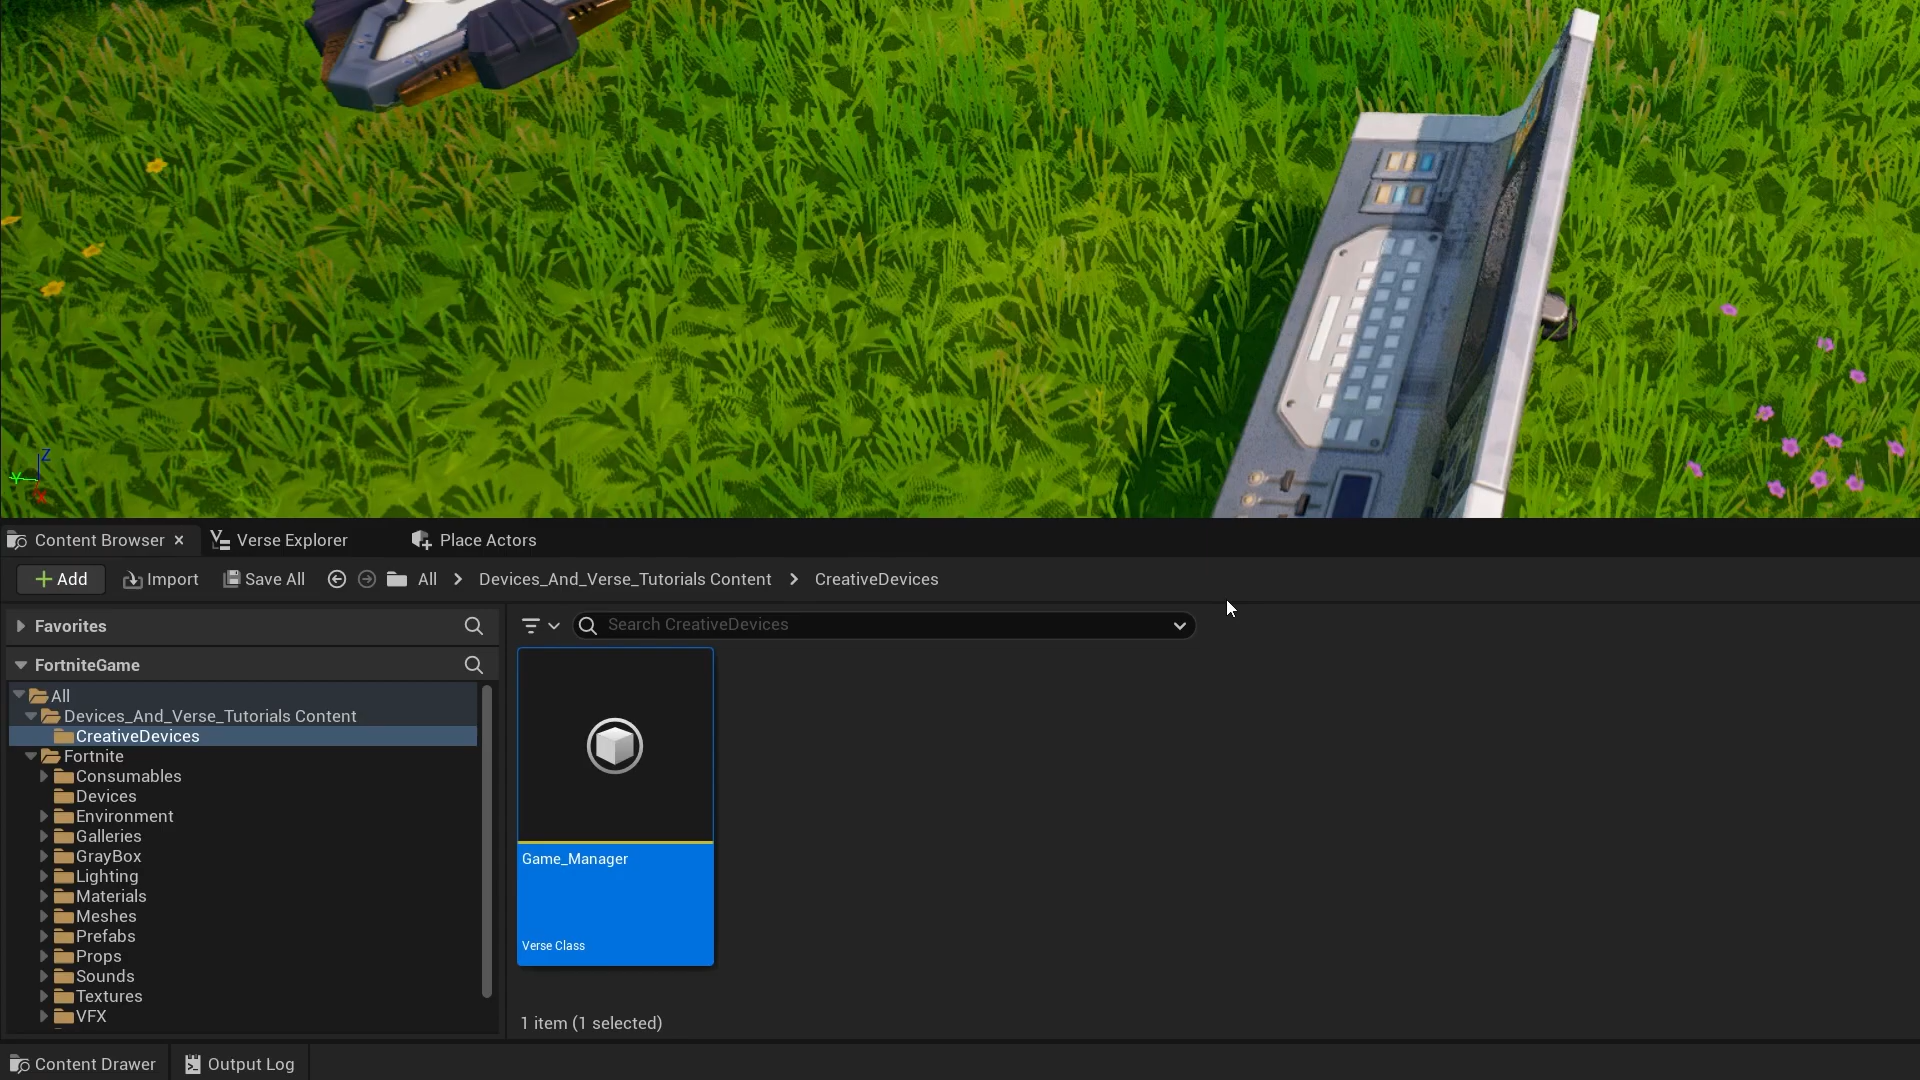 Z
Y
X
Content Browser
Verse Explorer
Place Actors
Add
Import
Save All
All
Devices_And_Verse_Tutorials Content
CreativeDevices
Favorites
Search CreativeDevices
FortniteGame
All
Devices_And_Verse_Tutorials Content
CreativeDevices
Fortnite
Consumables
Devices
Environment
Galleries
GrayBox
Lighting
Materials
Meshes
Prefabs
Props
Sounds
Textures
VFX
Game_Manager
Verse Class
1 item (1 selected)
Content Drawer
Output Log